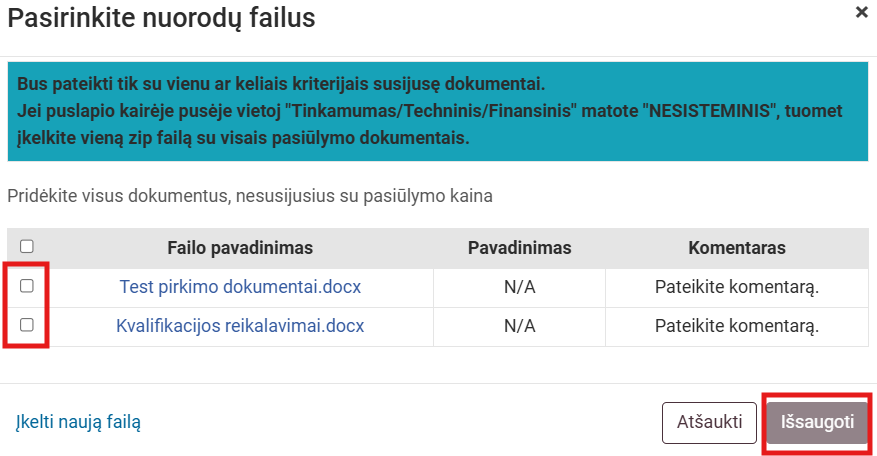 Pasirinkite nuorodų failus
×
Bus pateikti tik su vienu ar keliais kriterijais susijusę dokumentai.
Jei puslapio kairėje pusėje vietoj "Tinkamumas/Techninis/Finansinis" matote "NESISTEMINIS", tuomet
įkelkite vieną zip failą su visais pasiūlymo dokumentais.
Pridėkite visus dokumentus, nesusijusius su pasiūlymo kaina
Failo pavadinimas Pavadinimas Komentaras
Test pirkimo dokumentai.docx N/A Pateikite komentarą.
Kvalifikacijos reikalavimai.docx N/A Pateikite komentarą.
Įkelti naują failą Atšaukti Išsaugoti